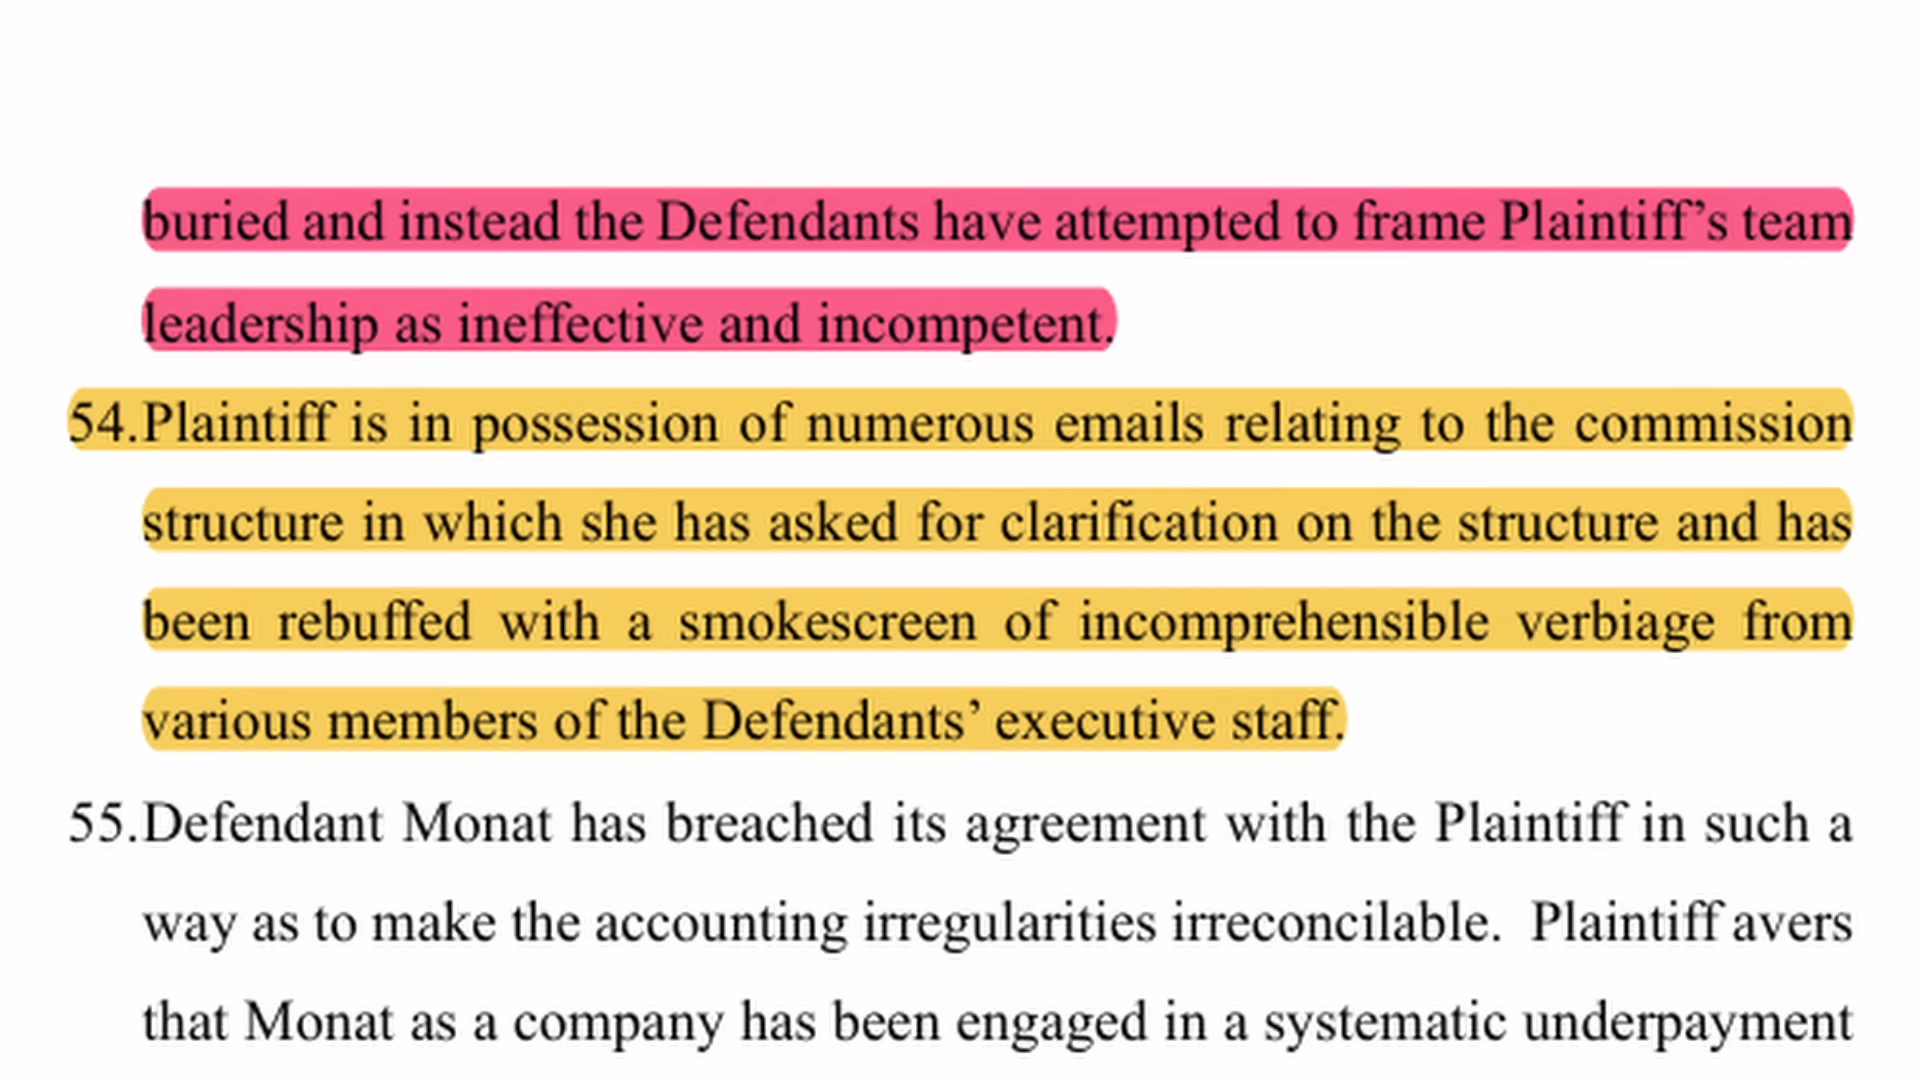 buried and instead the Defendants have attempted to frame Plaintiff’s team
leadership as ineffective and incompetent.
54.Plaintiff is in possession of numerous emails relating to the commission
structure in which she has asked for clarification on the structure and has
been rebuffed with a smokescreen of incomprehensible verbiage from
various members of the Defendants’ executive staff.
55.Defendant Monat has breached its agreement with the Plaintiff in such a
way as to make the accounting irregularities irreconcilable. Plaintiff avers
that Monat as a company has been engaged in a systematic underpayment